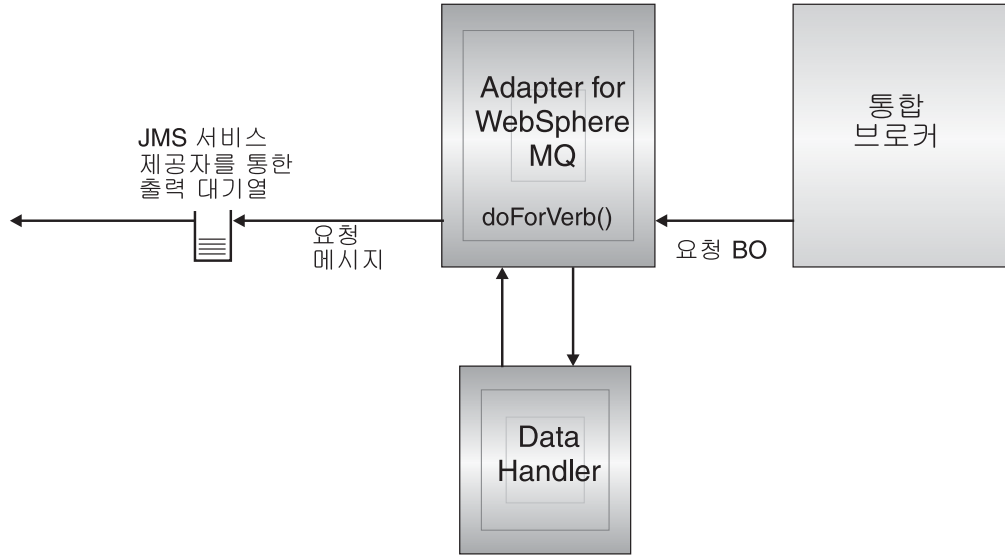 JMS 서비스
제공자를 통한
출력 대기열
요청
메시지
Adapter for
WebSphere
MQ
doForVerb()
요청 BO
통합
브로커
Data
Handler